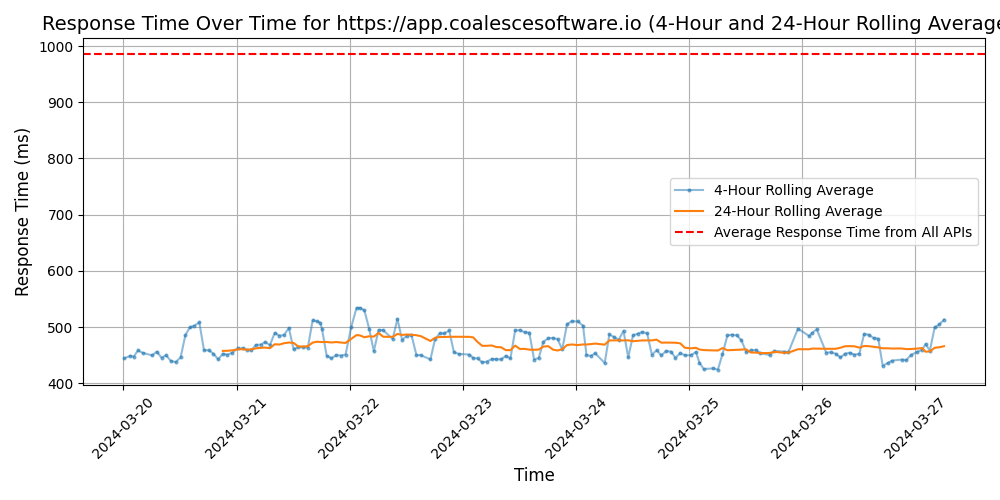 Response Time Over Time for https://app.coalescesoftware.io (4-Hour and 24-Hour Rolling Average
Response Time (ms)
1000
900
800
700
600
500
400
4-Hour Rolling Average
24-Hour Rolling Average
Average Response Time from All APIs
2024-03-20
2024-03-21
2024-03-22
2024-03-23
2024-03-24
2024-03-25
2024-03-26
2024-03-27
Time